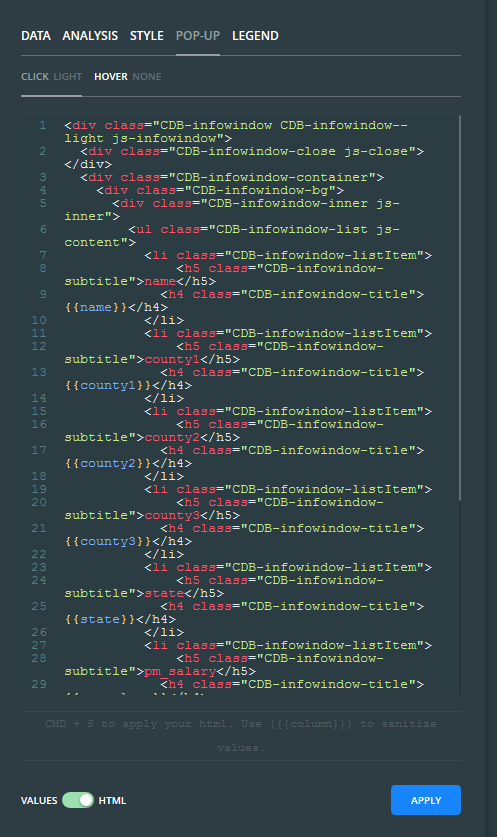 DATA ANALYSIS STYLE POP-UP LEGEND
CLICK LIGHT HOVER NONE
1 <div class="CDB-infowindow CDB-infowindow--
light js-infowindow">
2 <div class="CDB-infowindow-close js-close">
</div>
3 <div class="CDB-infowindow-container">
4 <div class="CDB-infowindow-bg">
5 <div class="CDB-infowindow-inner js-
inner">
6 <ul class="CDB-infowindow-list js-
content">
7 <li class="CDB-infowindow-listItem">
8 <h5 class="CDB-infowindow-
subtitle">name</h5>
9 <h4 class="CDB-infowindow-title">
{{name}}</h4>
10 </li>
11 <li class="CDB-infowindow-listItem">
12 <h5 class="CDB-infowindow-
subtitle">county1</h5>
13 <h4 class="CDB-infowindow-title">
{{county1}}</h4>
14 </li>
15 <li class="CDB-infowindow-listItem">
16 <h5 class="CDB-infowindow-
subtitle">county2</h5>
17 <h4 class="CDB-infowindow-title">
{{county2}}</h4>
18 </li>
19 <li class="CDB-infowindow-listItem">
20 <h5 class="CDB-infowindow-
subtitle">county3</h5>
21 <h4 class="CDB-infowindow-title">
{{county3}}</h4>
22 </li>
23 <li class="CDB-infowindow-listItem">
24 <h5 class="CDB-infowindow-
subtitle">state</h5>
25 <h4 class="CDB-infowindow-title">
{{state}}</h4>
26 </li>
27 <li class="CDB-infowindow-listItem">
28 <h5 class="CDB-infowindow-
subtitle">pm_salary</h5>
29 <h4 class="CDB-infowindow-title">
CMD + S to apply your html. Use {{{column}}} to sanitize
values.
VALUES HTML APPLY